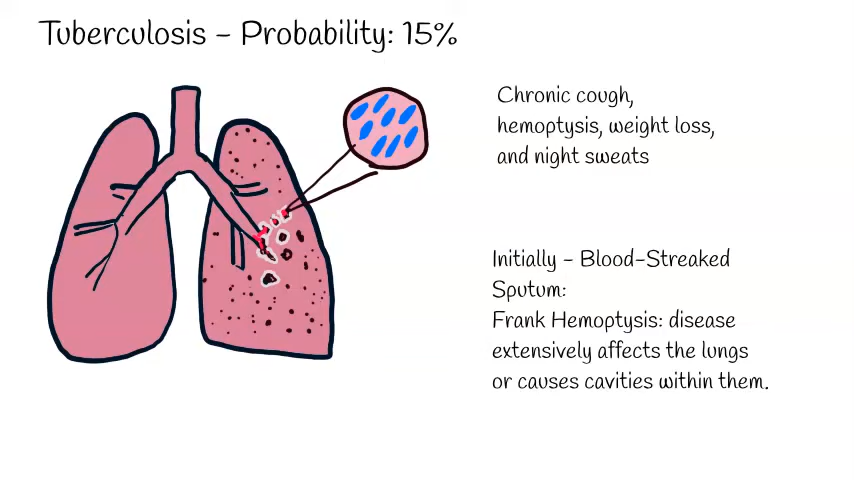 Tuberculosis - Probability: 15%
Chronic cough,
hemoptysis, weight loss,
and night sweats
Initially - Blood-Streaked
Sputum:
Frank Hemoptysis: disease
extensively affects the lungs
or causes cavities within them.